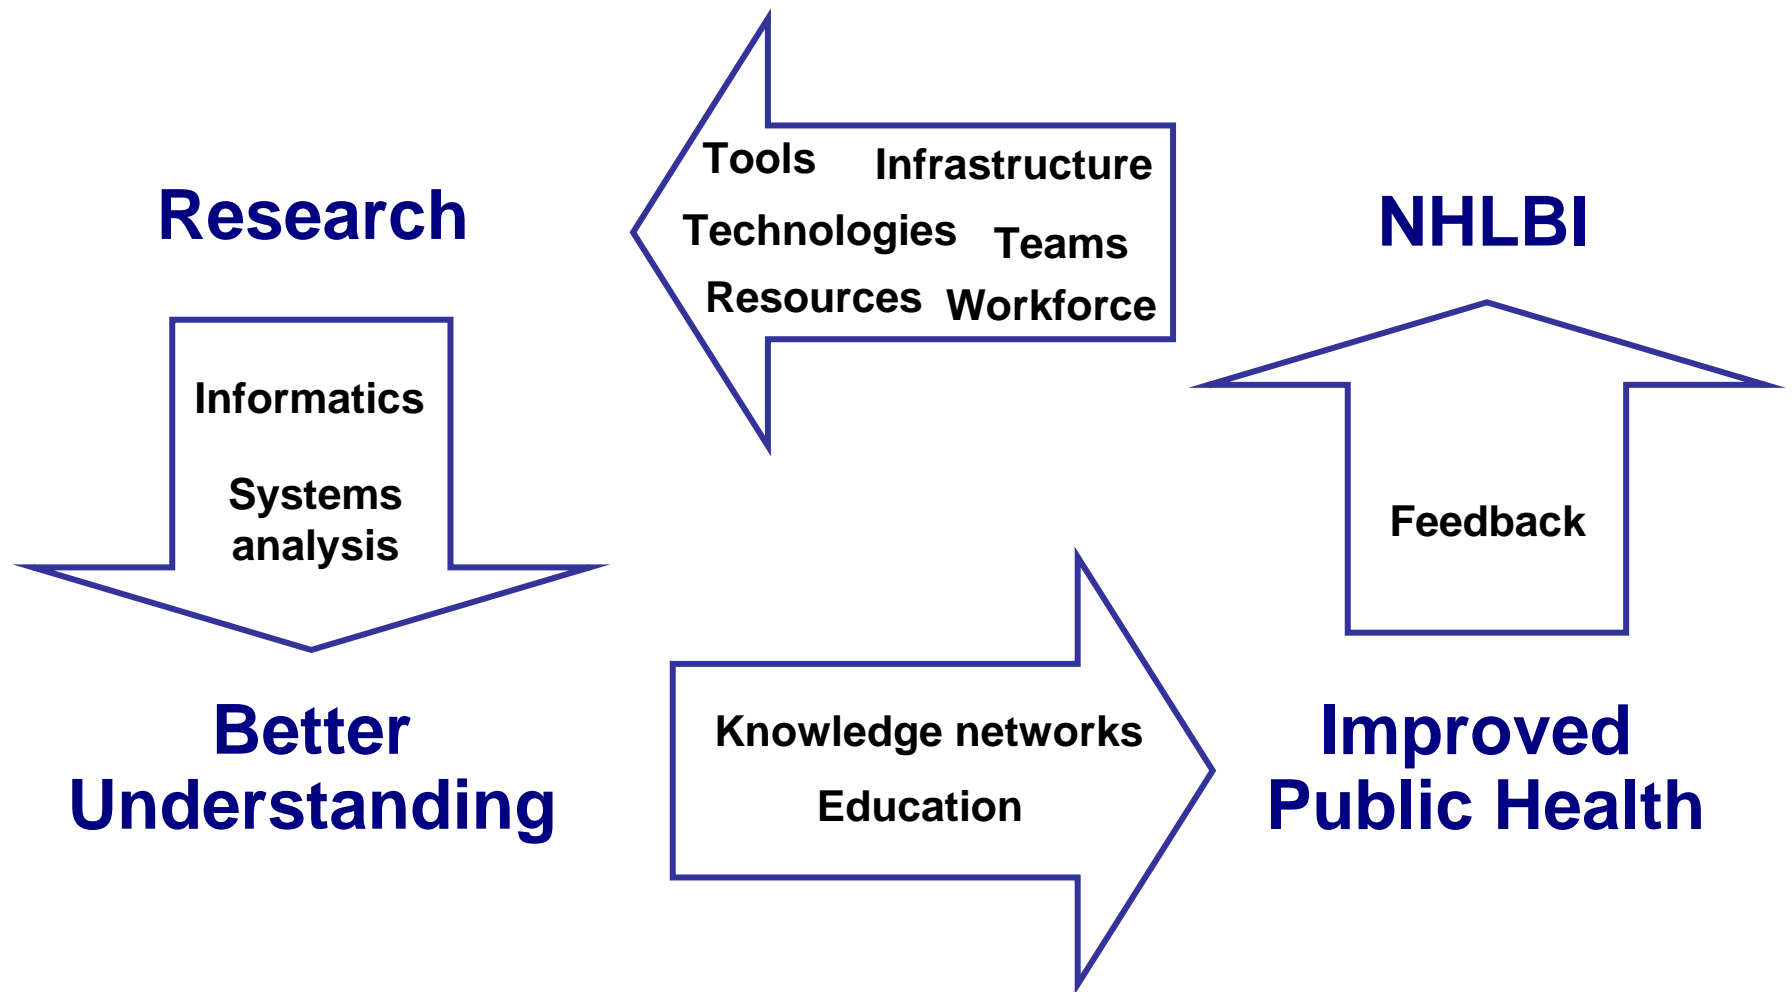 Research
Tools
Infrastructure
Technologies
Teams
Resources
Workforce
NHLBI
Informatics
Systems
analysis
Feedback
Better
Understanding
Knowledge networks
Education
Improved
Public Health